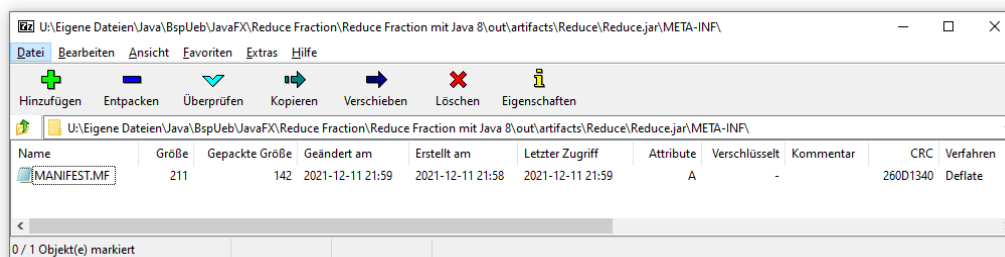 U:\Eigene Dateien\Java\BspUeb\JavaFX\Reduce Fraction\Reduce Fraction mit Java 8\out\artifacts\Reduce\Reduce.jar\META-INF\
Datei Bearbeiten Ansicht Favoriten Extras Hilfe
Hinzufügen Entpacken Überprüfen Kopieren Verschieben Löschen Eigenschaften
U:\Eigene Dateien\Java\BspUeb\JavaFX\Reduce Fraction\Reduce Fraction mit Java 8\out\artifacts\Reduce\Reduce.jar\META-INF\
Name Größe Gepackte Größe Geändert am Erstellt am Letzter Zugriff Attribute Verschlüsselt Kommentar CRC Verfahren
MANIFEST.MF 211 142 2021-12-11 21:59 2021-12-11 21:58 2021-12-11 21:59 A - 260D1340 Deflate
0 / 1 Objekt(e) markiert